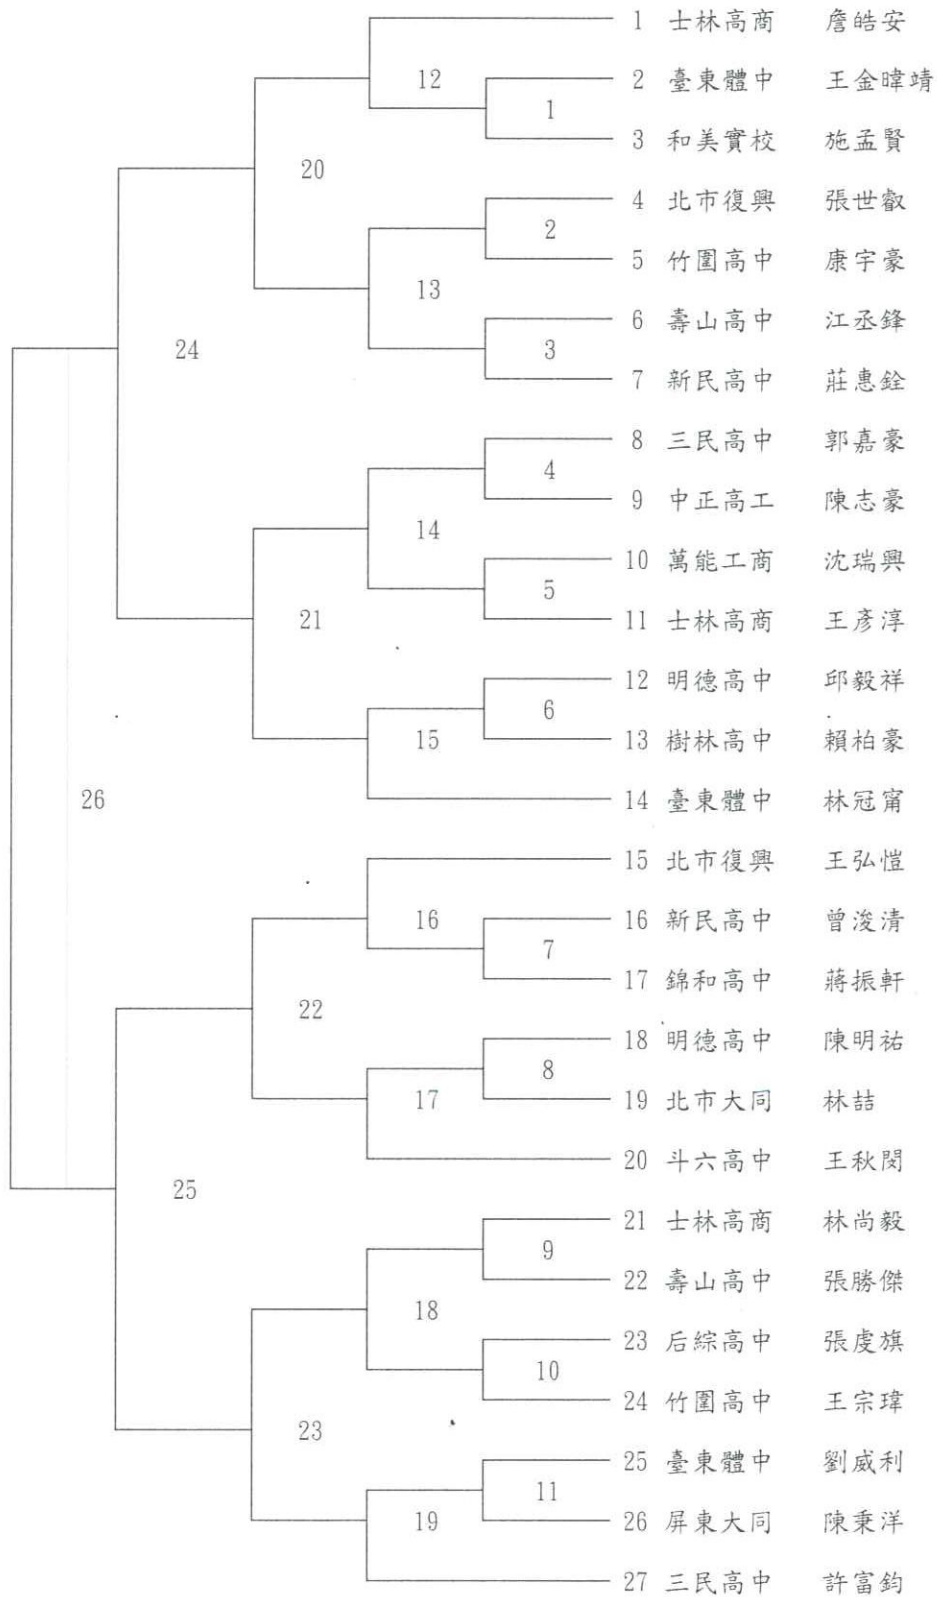 1 士林高商 詹皓安
12
2 臺東體中 王金暐靖
1
3 和美實校 施孟賢
20
4 北市復興 張世叡
2
5 竹圍高中 康宇豪
13
6 壽山高中 江丞鋒
24
3
7 新民高中 莊惠銓
8 三民高中 郭嘉豪
4
9 中正高工 陳志豪
14
10 萬能工商 沈瑞興
5
21
11 士林高商 王彥淳
12 明德高中 邱毅祥
6
15
13 樹林高中 賴柏豪
26
14 臺東體中 林冠甯
15 北市復興 王弘愷
16
16 新民高中 曾浚清
7
17 錦和高中 蔣振軒
22
18 明德高中 陳明祐
8
17
19 北市大同 林喆
20 斗六高中 王秋閔
25
21 士林高商 林尚毅
9
22 壽山高中 張勝傑
18
23 后綜高中 張虔旗
10
24 竹圍高中 王宗瑋
23
25 臺東體中 劉威利
11
19
26 屏東大同 陳秉洋
27 三民高中 許富鈞